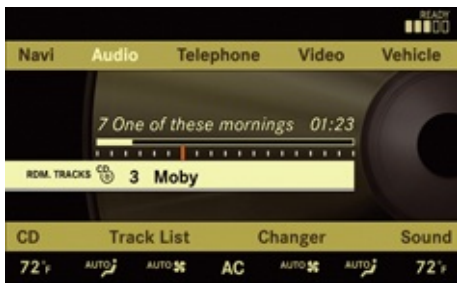 READY
Navi Audio Telephone Video Vehicle
7 One of these mornings 01:23
RDM. TRACKS CD 3 Moby
CD Track List Changer Sound
72°F AUTO AUTO AC AUTO AUTO 72°F